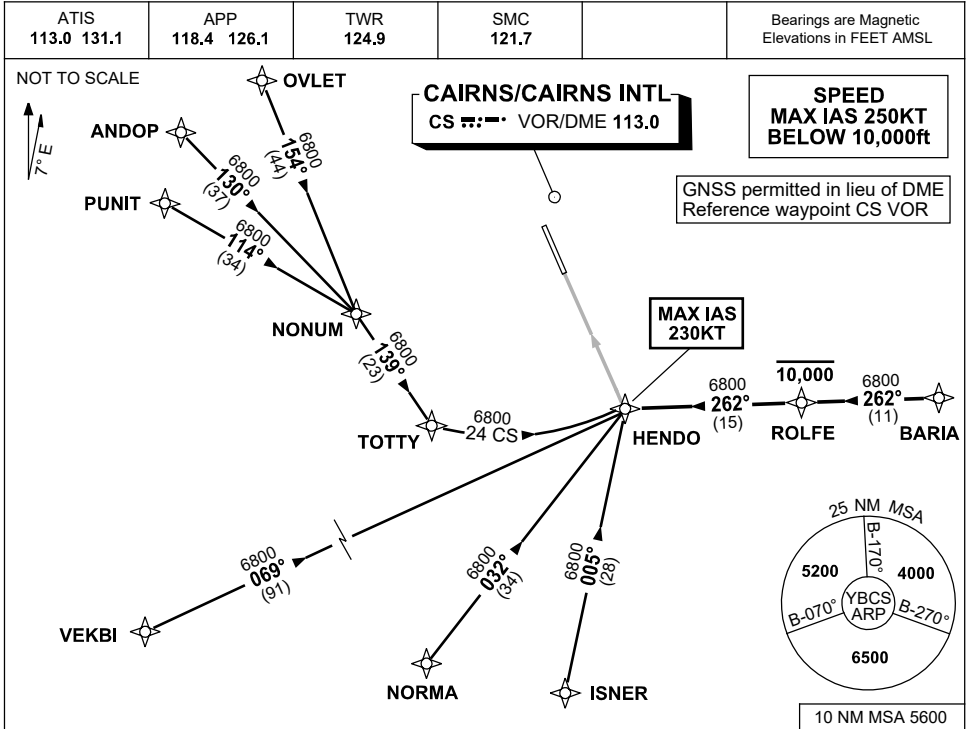 ATIS
113.0 131.1
APP
118.4 126.1
TWR
124.9
SMC
121.7
Bearings are Magnetic
Elevations in FEET AMSL
NOT TO SCALE
7° E
OVLET
ANDOP
PUNIT
6800
154°
(44)
6800
130°
(37)
6800
114°
(34)
CAIRNS/CAIRNS INTL
CS VOR/DME 113.0
SPEED
MAX IAS 250KT
BELOW 10,000ft
GNSS permitted in lieu of DME
Reference waypoint CS VOR
NONUM
6800
139°
(23)
MAX IAS
230KT
TOTTY
6800
24 CS
HENDO
6800
262°
(15)
10,000
ROLFE
6800
262°
(11)
BARIA
6800
069°
(91)
VEKBI
6800
032°
(34)
NORMA
6800
005°
(28)
ISNER
25 NM MSA
B-170°
5200
4000
B-070°
YBCS
ARP
B-270°
6500
10 NM MSA 5600